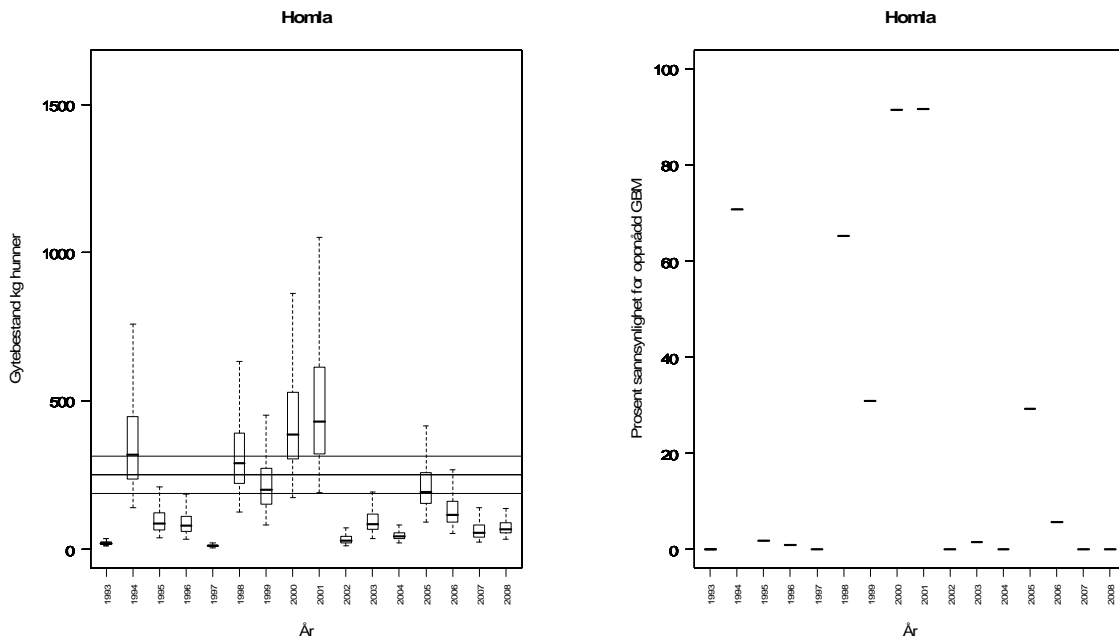 Homla
Gytebestand kg hunner
1500
1000
500
0
1993 1994 1995 1996 1997 1998 1999 2000 2001 2002 2003 2004 2005 2006 2007 2008
År
Homla
Prosent sannsynlighet for oppnådd GBM
100
80
60
40
20
0
1993 1994 1995 1996 1997 1998 1999 2000 2001 2002 2003 2004 2005 2006 2007 2008
År